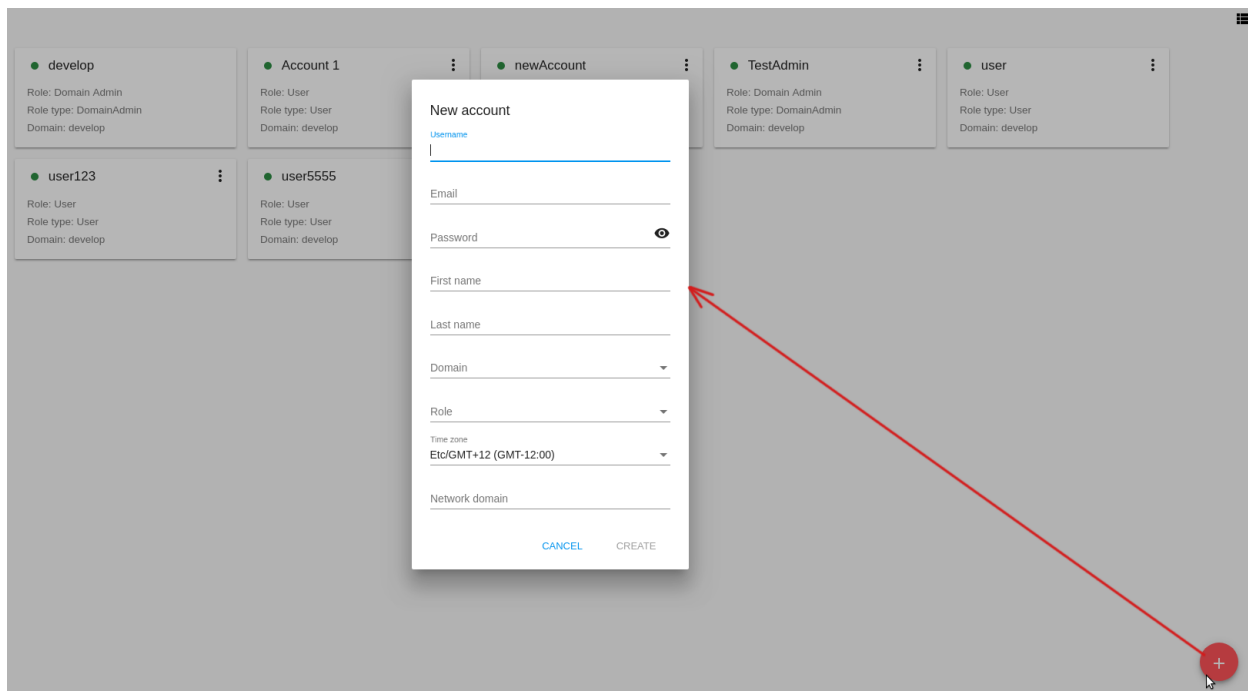 develop
Role: Domain Admin
Role type: DomainAdmin
Domain: develop
Account 1
Role: User
Role type: User
Domain: develop
newAccount
TestAdmin
Role: Domain Admin
Role type: DomainAdmin
Domain: develop
user
Role: User
Role type: User
Domain: develop
user123
Role: User
Role type: User
Domain: develop
user5555
Role: User
Role type: User
Domain: develop
New account
Username
Email
Password
First name
Last name
Domain
Role
Time zone
Etc/GMT+12 (GMT-12:00)
Network domain
CANCEL CREATE